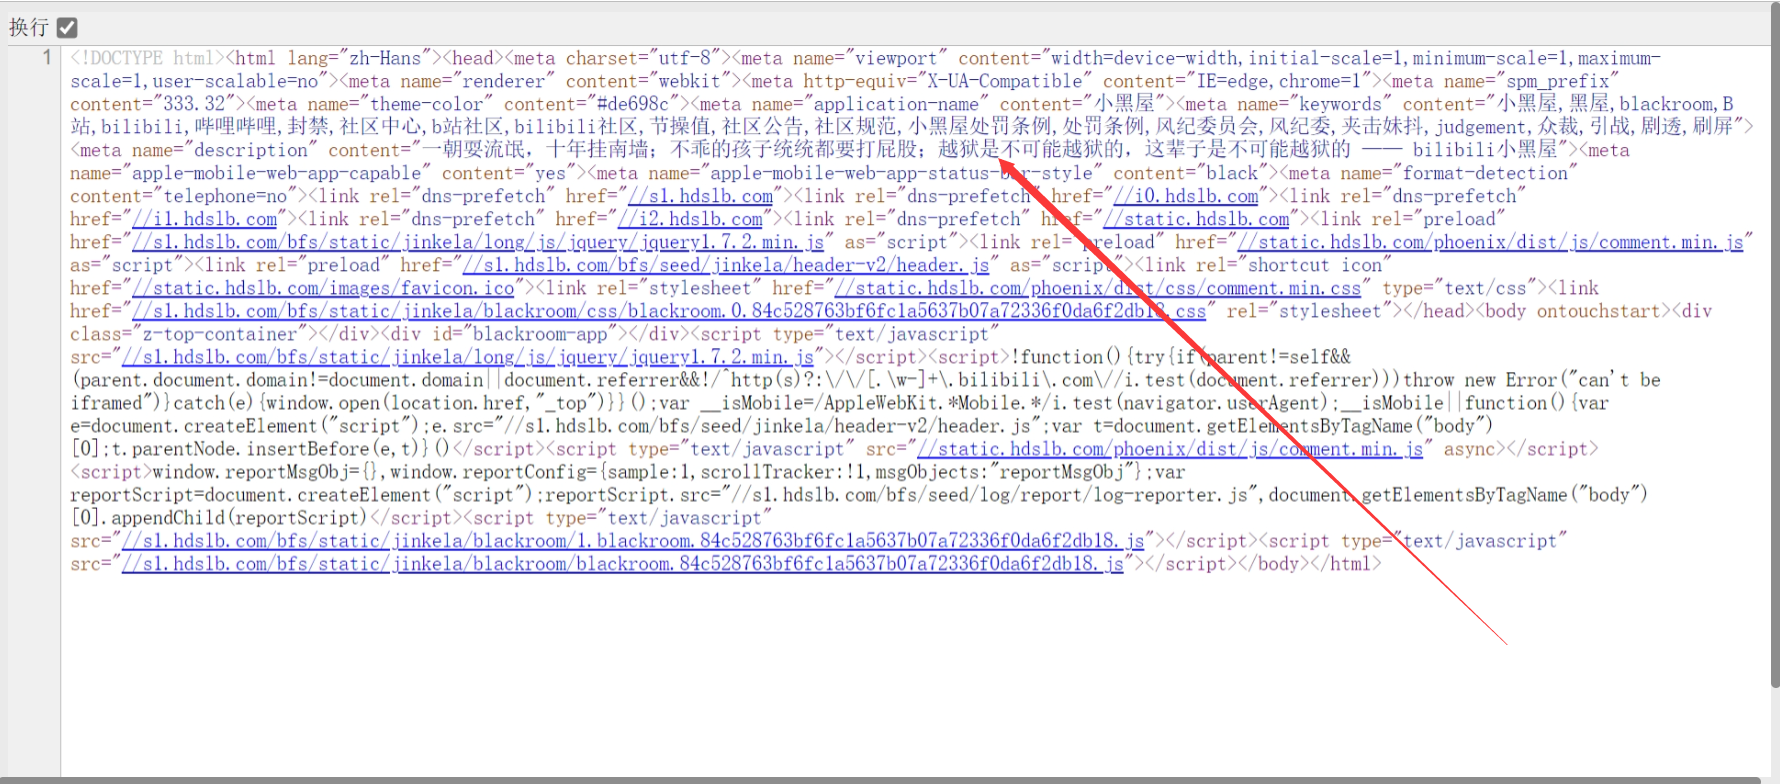 换行
1
<!DOCTYPE html><html lang="zh-Hans"><head><meta charset="utf-8"><meta name="viewport" content="width=device-width,initial-scale=1,minimum-scale=1,maximum-
scale=1,user-scalable=no"><meta name="renderer" content="webkit"><meta http-equiv="X-UA-Compatible" content="IE=edge,chrome=1"><meta name="spm_prefix"
content="333.32"><meta name="theme-color" content="#de698c"><meta name="application-name" content="小黑屋"><meta name="keywords" content="小黑屋,黑屋,blackroom,B
站,bilibili,哔哩哔哩,封禁,社区中心,b站社区,bilibili社区,节操值,社区公告,社区规范,小黑屋处罚条例,处罚条例,风纪委员会,风纪委,夹击妹抖,judgement,众裁,引战,剧透,刷屏">
<meta name="description" content="一朝耍流氓，十年挂南墙；不乖的孩子统统都要打屁股；越狱是不可能越狱的，这辈子是不可能越狱的 —— bilibili小黑屋"><meta
name="apple-mobile-web-app-capable" content="yes"><meta name="apple-mobile-web-app-status-bar-style" content="black"><meta name="format-detection"
content="telephone=no"><link rel="dns-prefetch" href="//s1.hdslb.com"><link rel="dns-prefetch" href="//i0.hdslb.com"><link rel="dns-prefetch"
href="//i1.hdslb.com"><link rel="dns-prefetch" href="//i2.hdslb.com"><link rel="dns-prefetch" href="//static.hdslb.com"><link rel="preload"
href="//s1.hdslb.com/bfs/static/jinkela/long/js/jquery/jquery1.7.2.min.js" as="script"><link rel="preload" href="//static.hdslb.com/phoenix/dist/js/comment.min.js"
as="script"><link rel="preload" href="//s1.hdslb.com/bfs/seed/jinkela/header-v2/header.js" as="script"><link rel="shortcut icon"
href="//static.hdslb.com/images/favicon.ico"><link rel="stylesheet" href="//static.hdslb.com/phoenix/dist/css/comment.min.css" type="text/css"><link
href="//s1.hdslb.com/bfs/static/jinkela/blackroom/css/blackroom.0.84c528763bf6fc1a5637b07a72336f0da6f2db18.css" rel="stylesheet"></head><body ontouchstart><div
class="z-top-container"></div><div id="blackroom-app"></div><script type="text/javascript"
src="//s1.hdslb.com/bfs/static/jinkela/long/js/jquery/jquery1.7.2.min.js"></script><script>!function(){try{if(parent!=self&&
(parent.document.domain!=document.domain||document.referrer&&!/^http(s)?:\/\/[.\w-]+\.bilibili\.com\//i.test(document.referrer)))throw new Error("can't be
iframed")}catch(e){window.open(location.href,"_top")}}();var __isMobile=/AppleWebKit.*Mobile.*/i.test(navigator.userAgent);__isMobile||function(){var
e=document.createElement("script");e.src="//s1.hdslb.com/bfs/seed/jinkela/header-v2/header.js";var t=document.getElementsByTagName("body")
[0];t.parentNode.insertBefore(e,t)}()</script><script type="text/javascript" src="//static.hdslb.com/phoenix/dist/js/comment.min.js" async></script>
<script>window.reportMsgObj={},window.reportConfig={sample:1,scrollTracker:!1,msgObjects:"reportMsgObj"};var
reportScript=document.createElement("script");reportScript.src="//s1.hdslb.com/bfs/seed/log/report/log-reporter.js",document.getElementsByTagName("body")
[0].appendChild(reportScript)</script><script type="text/javascript"
src="//s1.hdslb.com/bfs/static/jinkela/blackroom/1.blackroom.84c528763bf6fc1a5637b07a72336f0da6f2db18.js"></script><script type="text/javascript"
src="//s1.hdslb.com/bfs/static/jinkela/blackroom/blackroom.84c528763bf6fc1a5637b07a72336f0da6f2db18.js"></script></body></html>